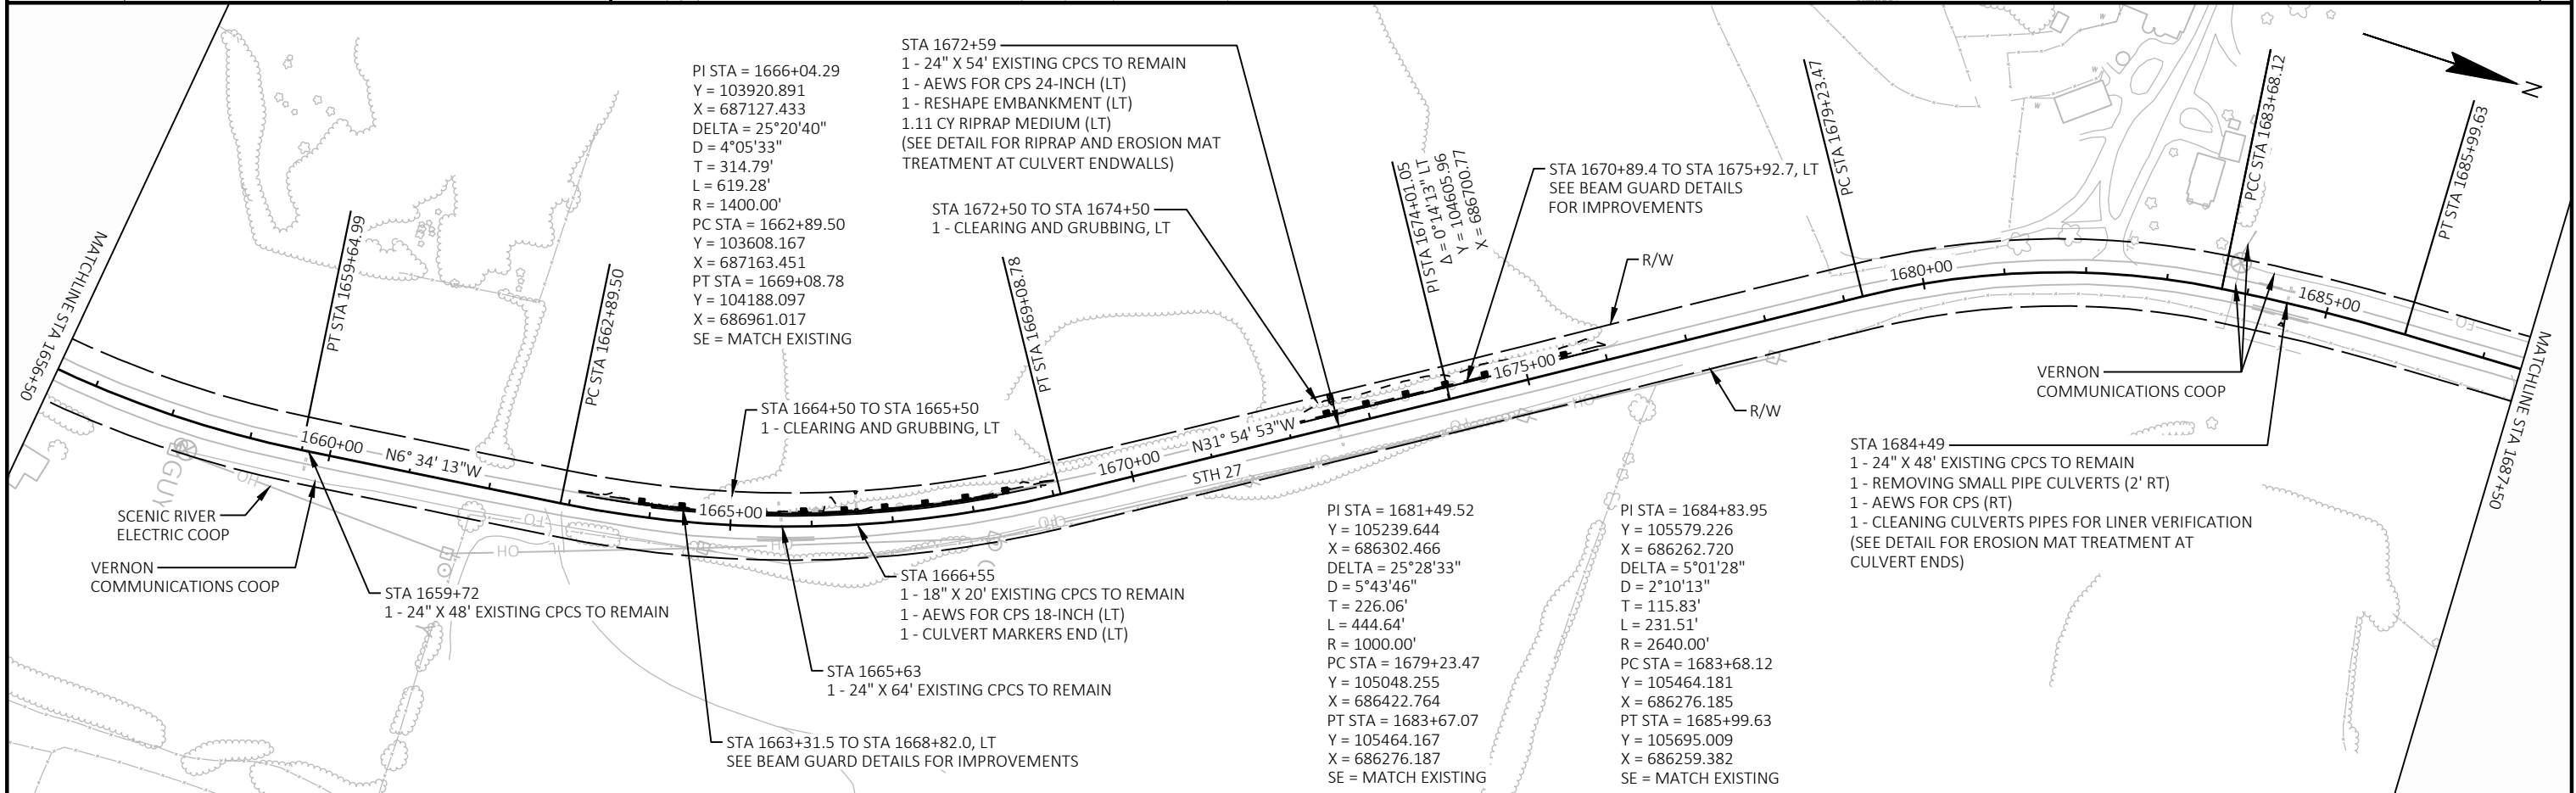 MATCHLINE STA 1656+50
PT STA 1659+64.99
PC STA 1662+89.50
PI STA = 1666+04.29
Y = 103920.891
X = 687127.433
DELTA = 25°20'40"
D = 4°05'33"
T = 314.79'
L = 619.28'
R = 1400.00'
PC STA = 1662+89.50
Y = 103608.167
X = 687163.451
PT STA = 1669+08.78
Y = 104188.097
X = 686961.017
SE = MATCH EXISTING
STA 1672+59
1 - 24" X 54' EXISTING CPCS TO REMAIN
1 - AEWS FOR CPS 24-INCH (LT)
1 - RESHAPE EMBANKMENT (LT)
1.11 CY RIPRAP MEDIUM (LT)
(SEE DETAIL FOR RIPRAP AND EROSION MAT
TREATMENT AT CULVERT ENDWALLS)
STA 1672+50 TO STA 1674+50
1 - CLEARING AND GRUBBING, LT
PT STA 1669+08.78
PI STA 1674+01.05
Δ = 0°14'13" LT
Y = 104605.96
X = 686700.77
STA 1670+89.4 TO STA 1675+92.7, LT
SEE BEAM GUARD DETAILS
FOR IMPROVEMENTS
R/W
PC STA 1679+23.47
PCC STA 1683+68.12
N
PT STA 1685+99.63
MATCHLINE STA 1687+50
1660+00
N6° 34' 13"W
1665+00
1670+00
N31° 54' 53"W
STH 27
1675+00
1680+00
1685+00
R/W
STA 1664+50 TO STA 1665+50
1 - CLEARING AND GRUBBING, LT
GUY
OH
OH
OH
OH
OH
OH
FO
FO
SCENIC RIVER
ELECTRIC COOP
VERNON
COMMUNICATIONS COOP
STA 1659+72
1 - 24" X 48' EXISTING CPCS TO REMAIN
STA 1666+55
1 - 18" X 20' EXISTING CPCS TO REMAIN
1 - AEWS FOR CPS 18-INCH (LT)
1 - CULVERT MARKERS END (LT)
STA 1665+63
1 - 24" X 64' EXISTING CPCS TO REMAIN
STA 1663+31.5 TO STA 1668+82.0, LT
SEE BEAM GUARD DETAILS FOR IMPROVEMENTS
PI STA = 1681+49.52
Y = 105239.644
X = 686302.466
DELTA = 25°28'33"
D = 5°43'46"
T = 226.06'
L = 444.64'
R = 1000.00'
PC STA = 1679+23.47
Y = 105048.255
X = 686422.764
PT STA = 1683+67.07
Y = 105464.167
X = 686276.187
SE = MATCH EXISTING
PI STA = 1684+83.95
Y = 105579.226
X = 686262.720
DELTA = 5°01'28"
D = 2°10'13"
T = 115.83'
L = 231.51'
R = 2640.00'
PC STA = 1683+68.12
Y = 105464.181
X = 686276.185
PT STA = 1685+99.63
Y = 105695.009
X = 686259.382
SE = MATCH EXISTING
VERNON
COMMUNICATIONS COOP
STA 1684+49
1 - 24" X 48' EXISTING CPCS TO REMAIN
1 - REMOVING SMALL PIPE CULVERTS (2' RT)
1 - AEWS FOR CPS (RT)
1 - CLEANING CULVERTS PIPES FOR LINER VERIFICATION
(SEE DETAIL FOR EROSION MAT TREATMENT AT
CULVERT ENDS)